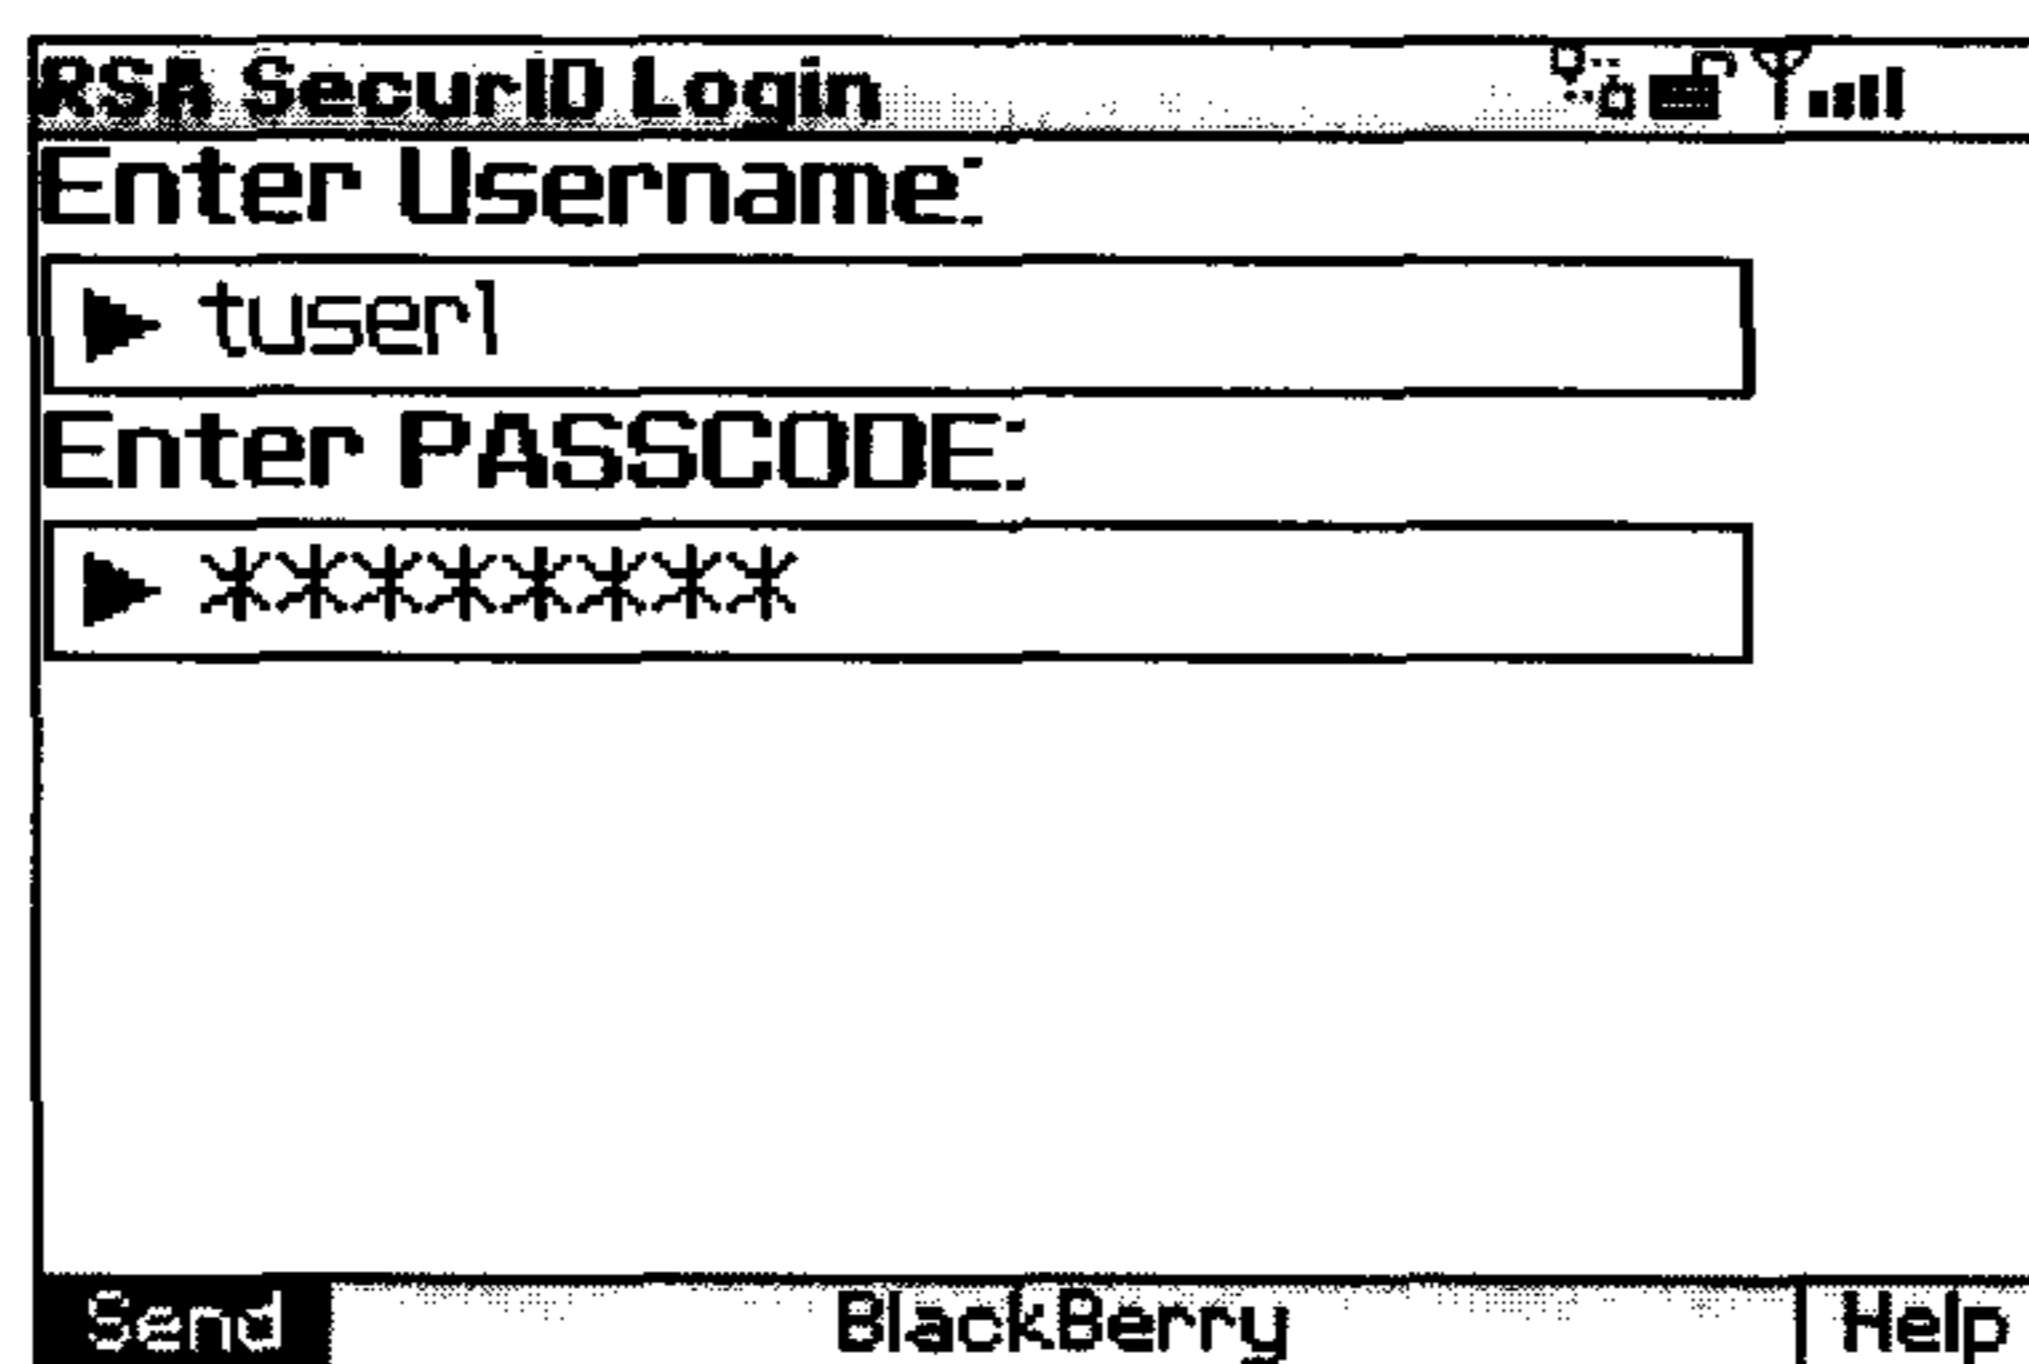 RSA SecurID Login
Enter Username:
tuser1
Enter PASSCODE:
********
Send BlackBerry Help